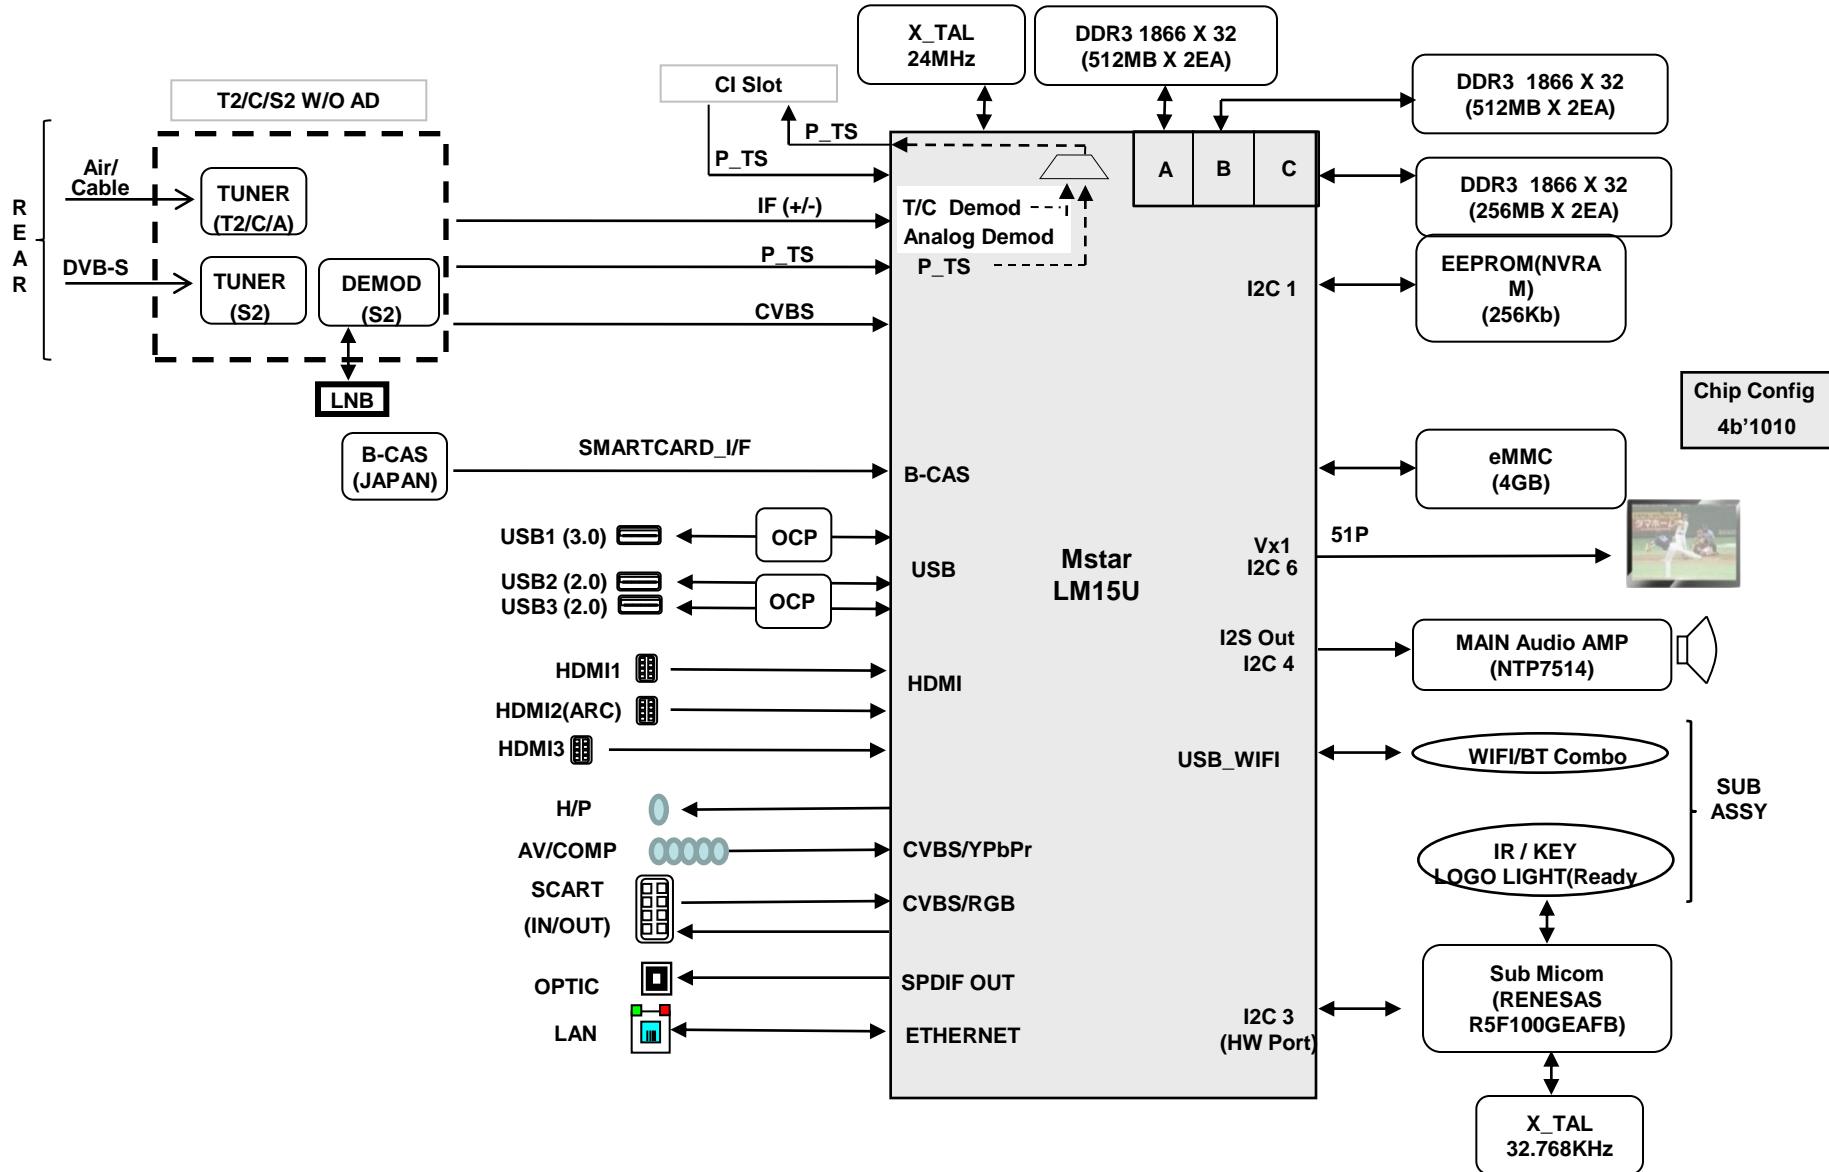 X_TAL
24MHz
DDR3 1866 X 32
(512MB X 2EA)
DDR3 1866 X 32
(512MB X 2EA)
CI Slot
T2/C/S2 W/O AD
P_TS
P_TS
A
B
C
DDR3 1866 X 32
(256MB X 2EA)
R
E
A
R
Air/
Cable
TUNER
(T2/C/A)
IF (+/-)
T/C Demod
Analog Demod
P_TS
P_TS
DVB-S
TUNER
(S2)
DEMOD
(S2)
CVBS
LNB
I2C 1
EEPROM(NVRA
M)
(256Kb)
Chip Config
4b'1010
B-CAS
(JAPAN)
SMARTCARD_I/F
B-CAS
eMMC
(4GB)
USB1 (3.0)
OCP
USB2 (2.0)
USB3 (2.0)
OCP
USB
Mstar
LM15U
Vx1
I2C 6
51P
I2S Out
I2C 4
MAIN Audio AMP
(NTP7514)
HDMI1
HDMI2(ARC)
HDMI3
HDMI
USB_WIFI
WIFI/BT Combo
SUB
ASSY
H/P
AV/COMP
CVBS/YPbPr
IR / KEY
LOGO LIGHT(Ready
SCART
(IN/OUT)
CVBS/RGB
OPTIC
SPDIF OUT
LAN
ETHERNET
I2C 3
(HW Port)
Sub Micom
(RENESAS
R5F100GEAFB)
X_TAL
32.768KHz